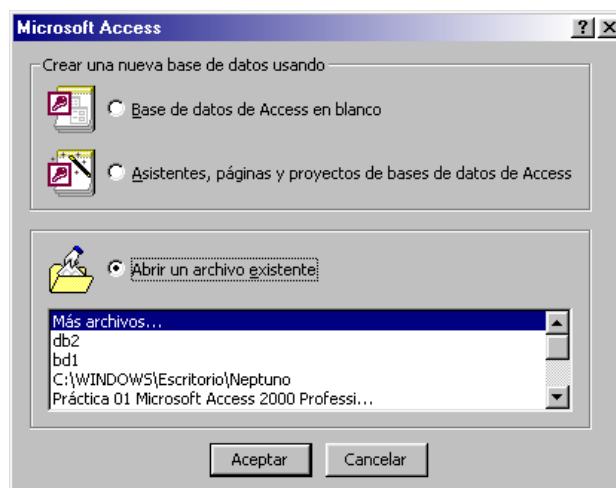 Microsoft Access
Crear una nueva base de datos usando
Base de datos de Access en blanco
Asistentes, páginas y proyectos de bases de datos de Access
Abrir un archivo existente
Más archivos...
db2
bd1
C:\WINDOWS\Escritorio\Neptuno
Práctica 01 Microsoft Access 2000 Professi...
Aceptar
Cancelar